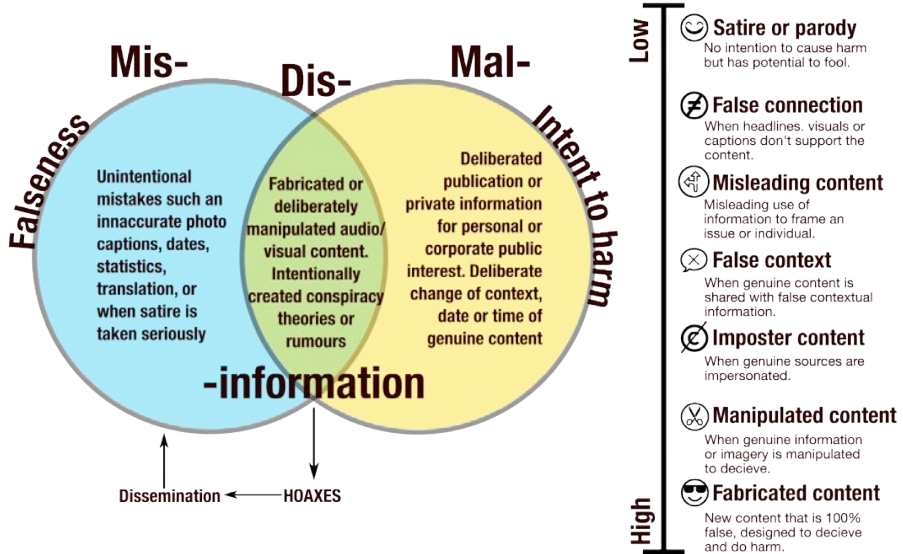 Mis-
Dis-
Mal-
Falseness
Intent to harm
Unintentional
mistakes such an
innaccurate photo
captions, dates,
statistics,
translation, or
when satire is
taken seriously
Fabricated or
deliberately
manipulated audio/
visual content.
Intentionally
created conspiracy
theories or
rumours
Deliberated
publication or
private information
for personal or
corporate public
interest. Deliberate
change of context,
date or time of
genuine content
-information
Dissemination
HOAXES
Low
High
Satire or parody
No intention to cause harm
but has potential to fool.
False connection
When headlines. visuals or
captions don't support the
content.
Misleading content
Misleading use of
information to frame an
issue or individual.
False context
When genuine content is
shared with false contextual
information.
Imposter content
When genuine sources are
impersonated.
Manipulated content
When genuine information
or imagery is manipulated
to decieve.
Fabricated content
New content that is 100%
false, designed to decieve
and do harm.